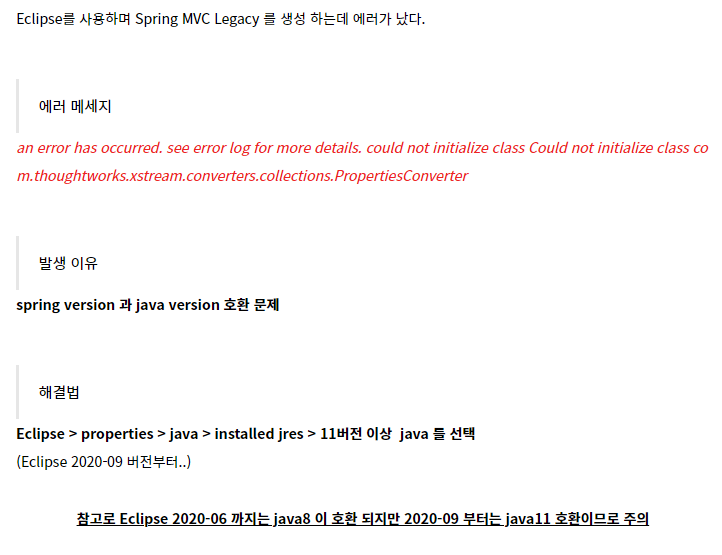 Eclipse를 사용하며 Spring MVC Legacy 를 생성 하는데 에러가 났다.
에러 메세지
an error has occurred. see error log for more details. could not initialize class Could not initialize class co
m.thoughtworks.xstream.converters.collections.PropertiesConverter
발생 이유
spring version 과 java version 호환 문제
해결법
Eclipse > properties > java > installed jres > 11버전 이상 java 를 선택
(Eclipse 2020-09 버전부터..)
참고로 Eclipse 2020-06 까지는 java8 이 호환 되지만 2020-09 부터는 java11 호환이므로 주의